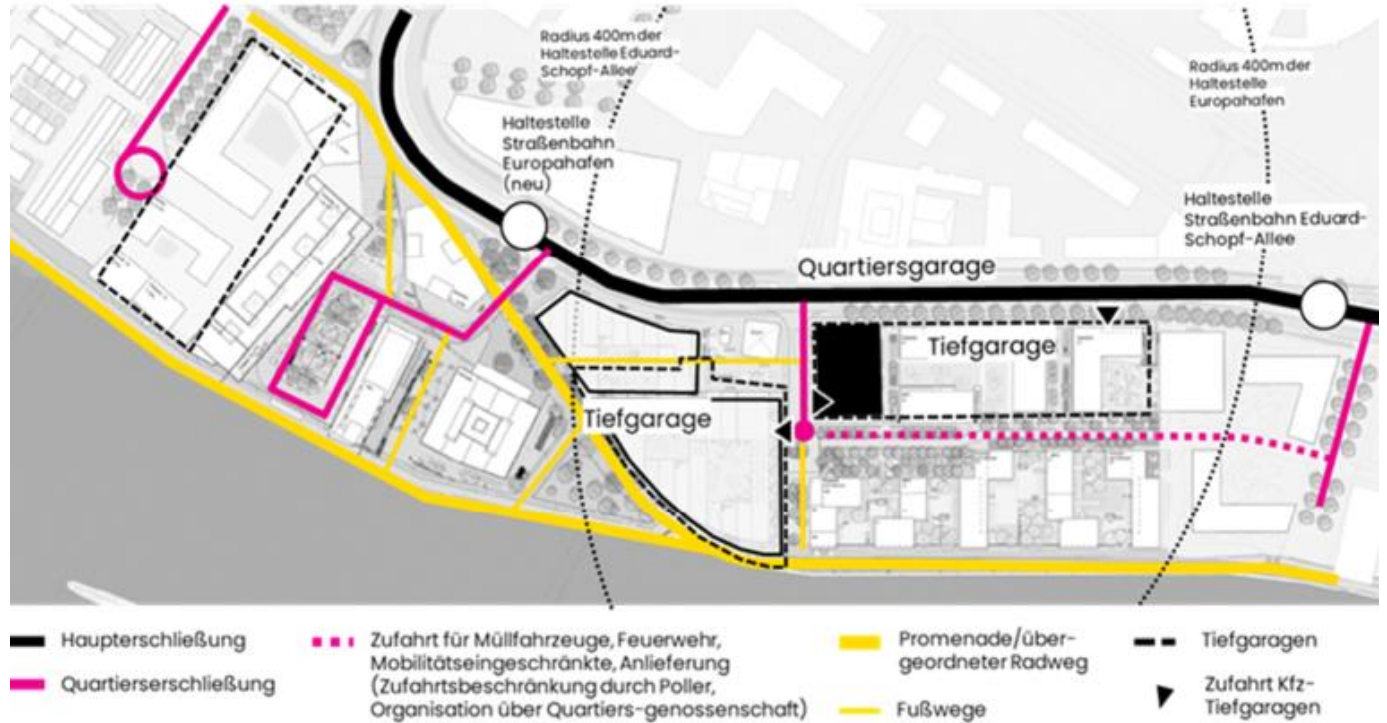 Radius 400m der
Haltestelle Eduard-
Schopf-Allee
Radius 400m der
Haltestelle
Europahafen
Haltestelle
Straßenbahn
Europahafen
(neu)
Haltestelle
Straßenbahn Eduard-
Schopf-Allee
Quartiersgarage
Tiefgarage
Tiefgarage
Haupterschließung
Quartierserschließung
Zufahrt für Müllfahrzeuge, Feuerwehr,
Mobilitätseingeschränkte, Anlieferung
(Zufahrtsbeschränkung durch Poller,
Organisation über Quartiers-genossenschaft)
Promenade/über-
geordneter Radweg
Fußwege
Tiefgaragen
Zufahrt Kfz-
Tiefgaragen